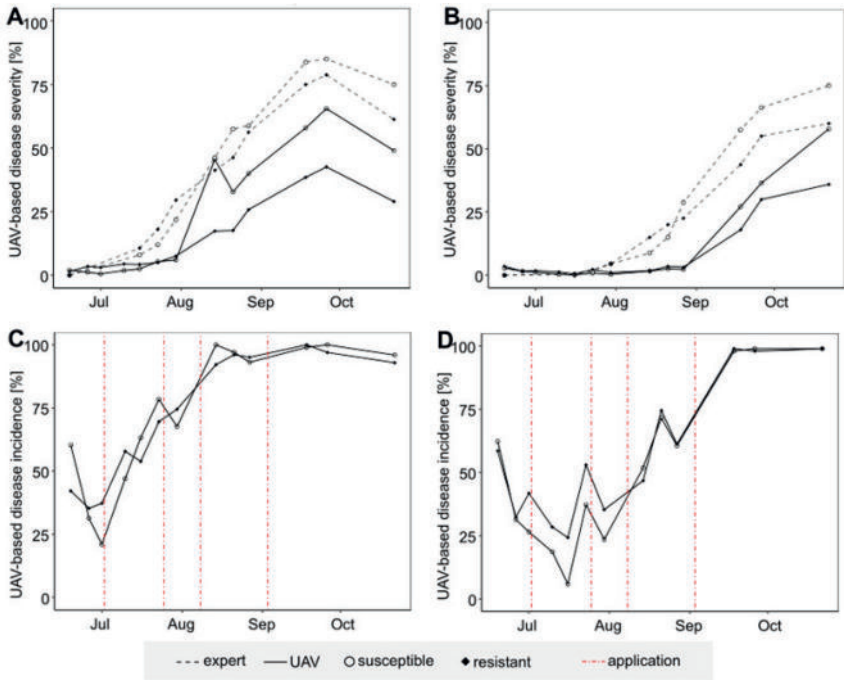 A
UAV-based disease severity [%]
100
75
50
25
0
Jul Aug Sep Oct
B
UAV-based disease severity [%]
100
75
50
25
0
Jul Aug Sep Oct
C
UAV-based disease incidence [%]
100
75
50
25
0
Jul Aug Sep Oct
D
UAV-based disease incidence [%]
100
75
50
25
0
Jul Aug Sep Oct
expert UAV susceptible resistant application